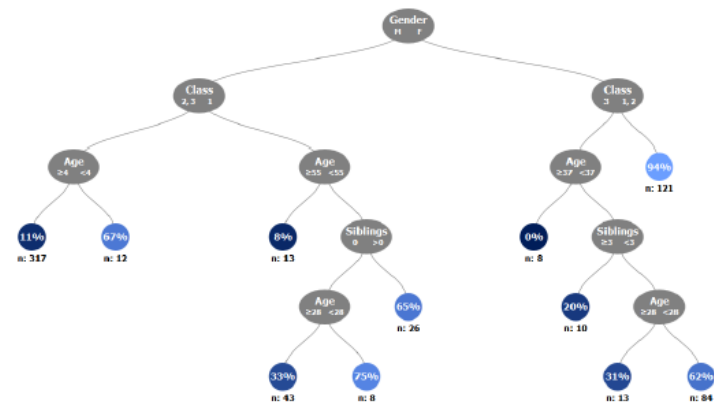 Gender
M F
Class
2, 3 1
Class
3 1, 2
Age
≥4 <4
Age
≥55 <55
Age
≥37 <37
94%
n: 121
11%
n: 317
67%
n: 12
8%
n: 13
Siblings
0 >0
0%
n: 8
Siblings
≥3 <3
Age
≥28 <28
65%
n: 26
20%
n: 10
Age
≥28 <28
33%
n: 43
75%
n: 8
31%
n: 13
62%
n: 84